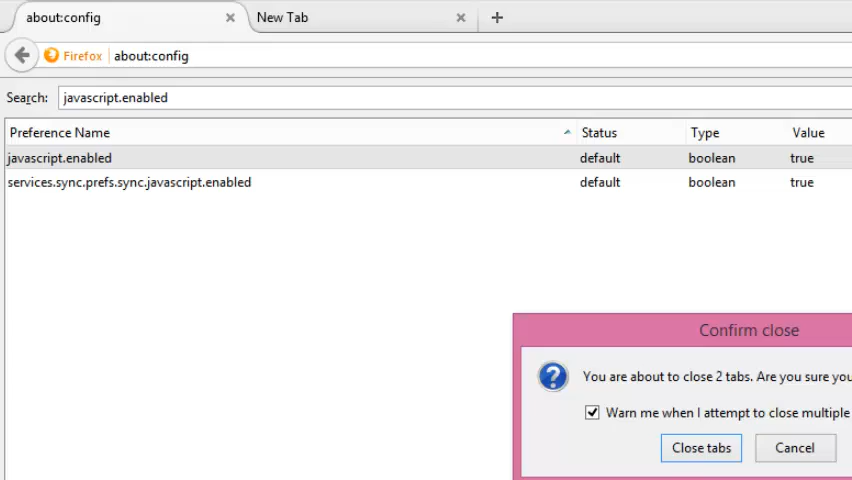 about:config
New Tab
Firefox about:config
Search: javascript.enabled
Preference Name Status Type Value
javascript.enabled default boolean true
services.sync.prefs.sync.javascript.enabled default boolean true
Confirm close
You are about to close 2 tabs. Are you sure you
Warn me when I attempt to close multiple
Close tabs Cancel